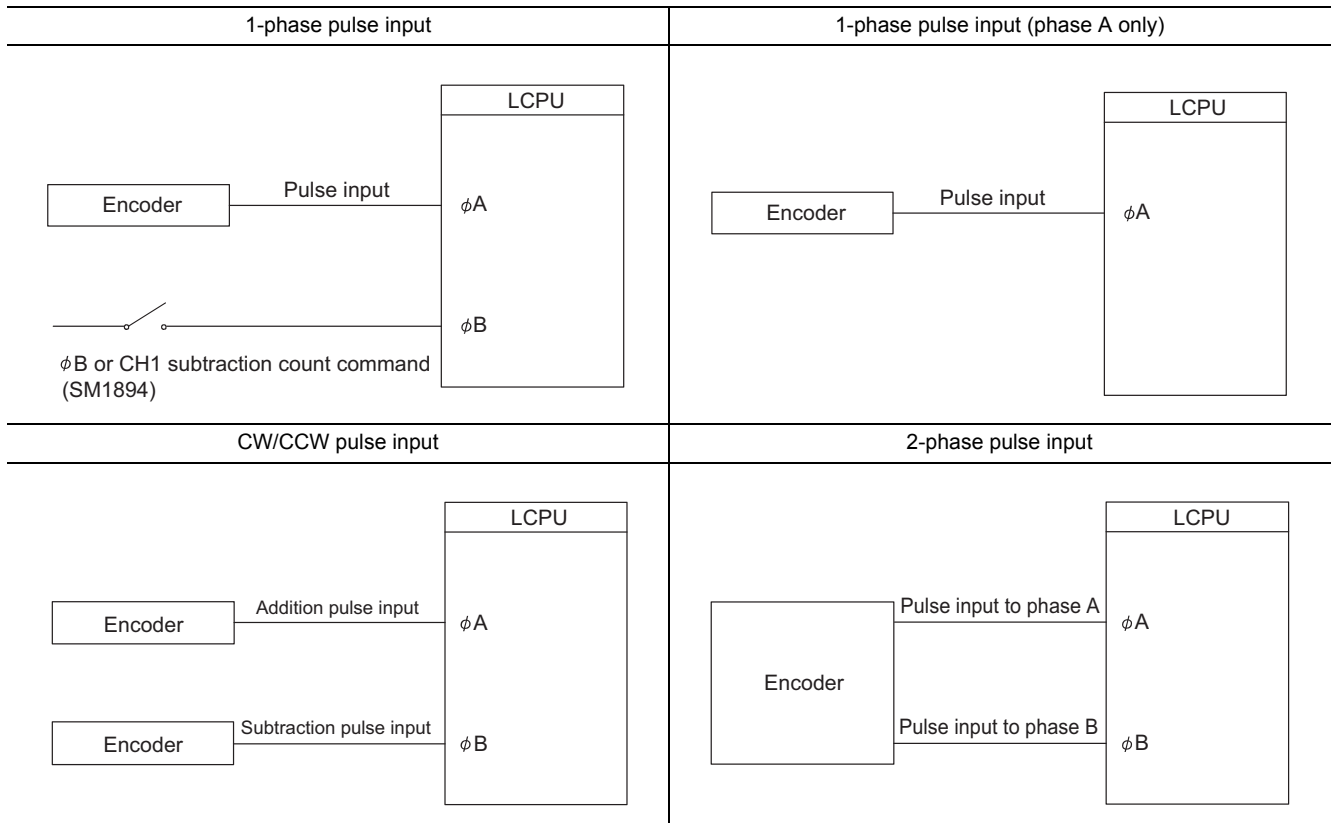 1-phase pulse input
LCPU
Encoder
Pulse input
φA
φB
φB or CH1 subtraction count command
(SM1894)
1-phase pulse input (phase A only)
LCPU
Encoder
Pulse input
φA
CW/CCW pulse input
LCPU
Encoder
Addition pulse input
φA
Encoder
Subtraction pulse input
φB
2-phase pulse input
LCPU
Pulse input to phase A
φA
Encoder
Pulse input to phase B
φB